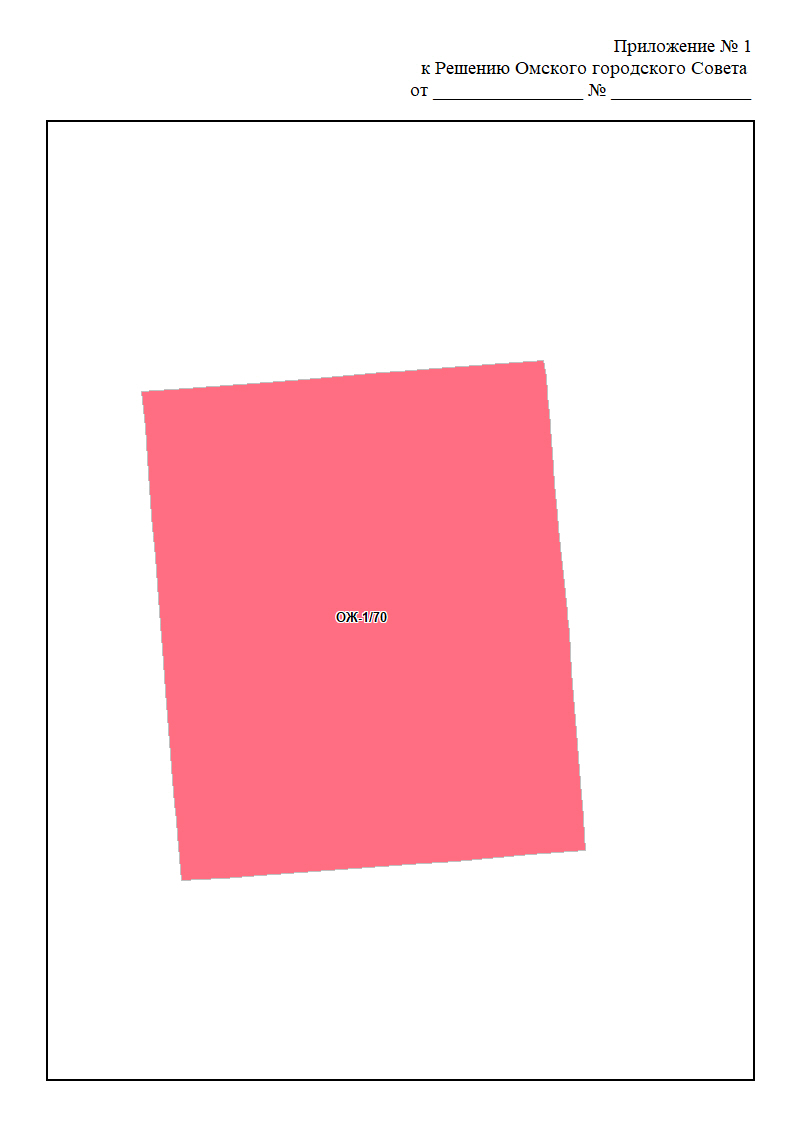 Приложение № 1
к Решению Омского городского Совета
от ________________ № _______________
ОЖ-1/70